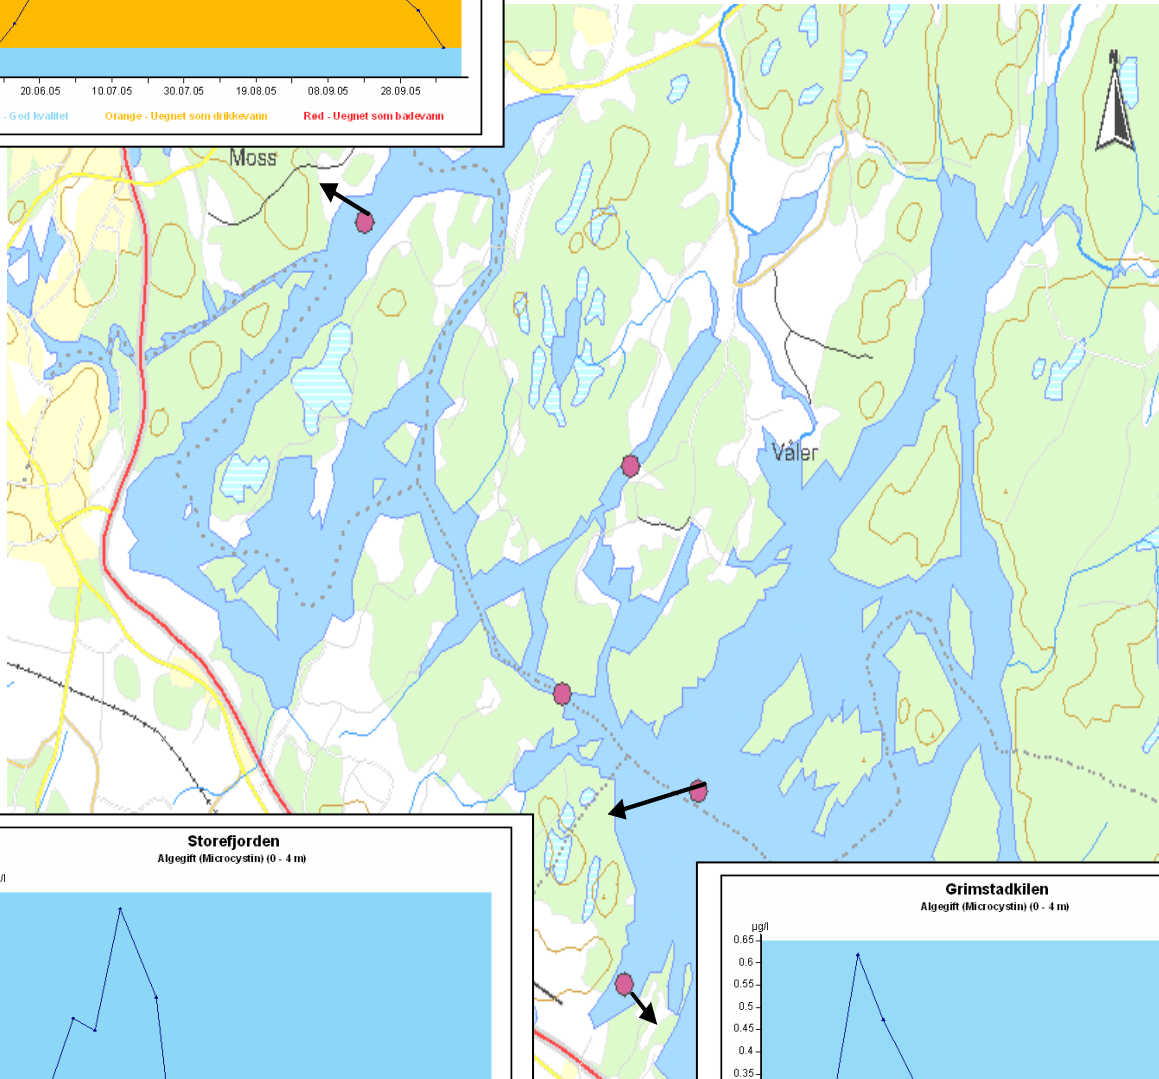 20.06.05 10.07.05 30.07.05 19.08.05 08.09.05 28.09.05
- God kvalitet Orange - Uegnet som drikkevann Rød - Uegnet som badevann
N
Moss
Våler
Storefjorden
Algegift (Microcystin) (0 - 4 m)
/l
Grimstadkilen
Algegift (Microcystin) (0 - 4 m)
µg/l
0.65
0.6
0.55
0.5
0.45
0.4
0.35